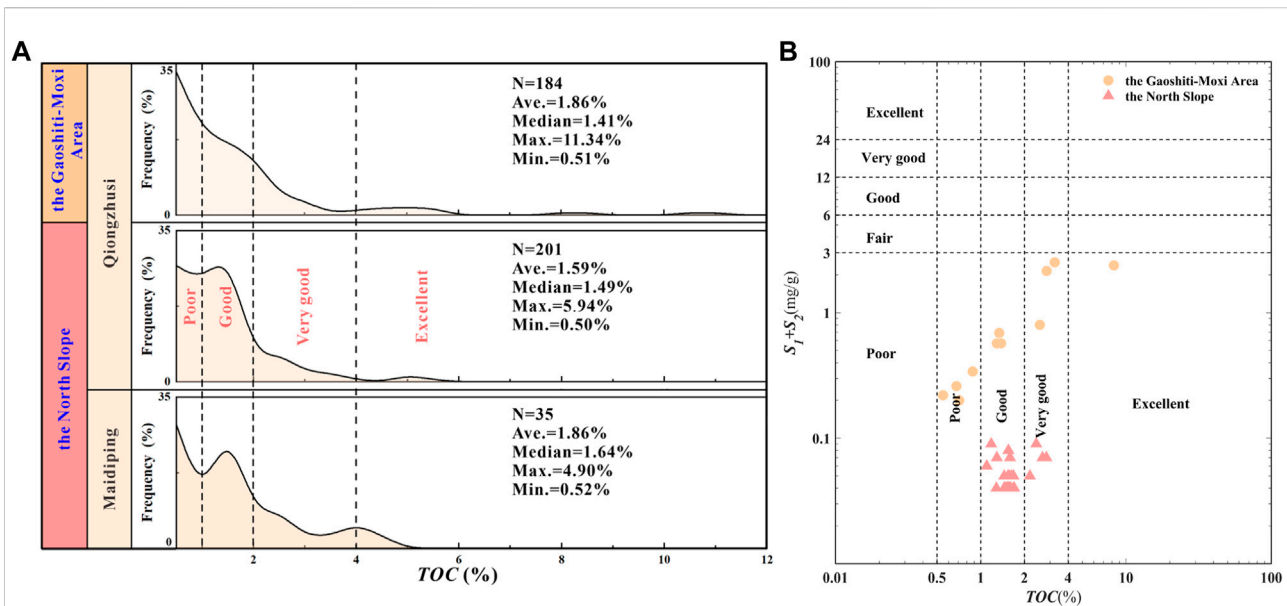 A
the Gaoshiti-Moxi
Area
the North Slope
Qiongzhusi
Maidiping
35
Frequency (%)
0
N=184
Ave.=1.86%
Median=1.41%
Max.=11.34%
Min.=0.51%
35
Frequency (%)
0
Poor
Good
Very good
Excellent
N=201
Ave.=1.59%
Median=1.49%
Max.=5.94%
Min.=0.50%
35
Frequency (%)
0
N=35
Ave.=1.86%
Median=1.64%
Max.=4.90%
Min.=0.52%
2 4 6 8 10 12
TOC (%)
B
the Gaoshiti-Moxi Area
the North Slope
100
24
12
6
3
1
0.1
S1+S2(mg/g)
Excellent
Very good
Good
Fair
Poor
Poor
Good
Very good
Excellent
0.01 0.5 1 2 4 10 100
TOC(%)